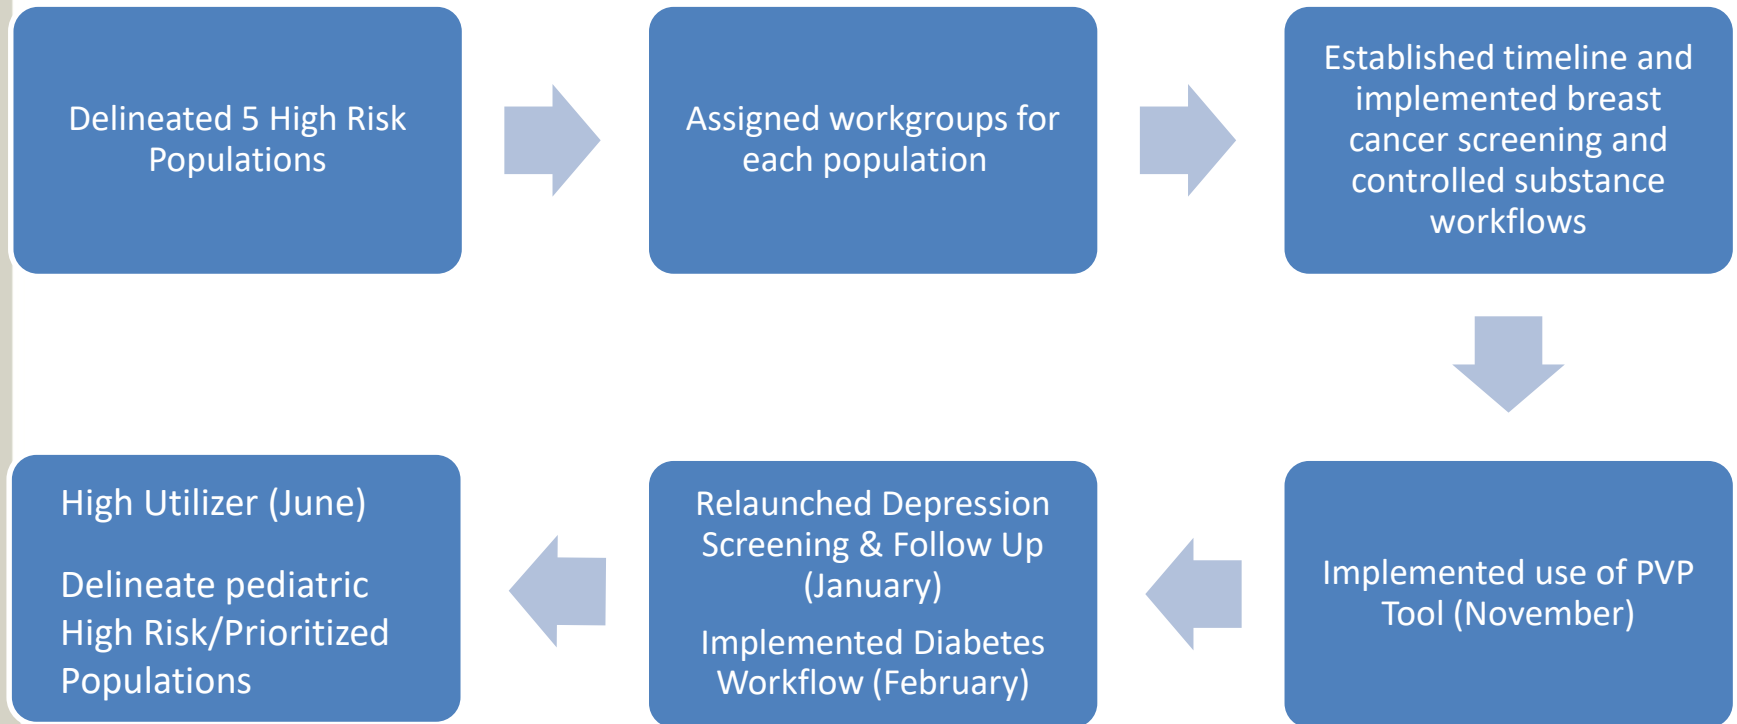 Delineated 5 High Risk
Populations
Assigned workgroups for
each population
Established timeline and
implemented breast
cancer screening and
controlled substance
workflows
Implemented use of PVP
Tool (November)
Relaunched Depression
Screening & Follow Up
(January)
Implemented Diabetes
Workflow (February)
High Utilizer (June)
Delineate pediatric
High Risk/Prioritized
Populations